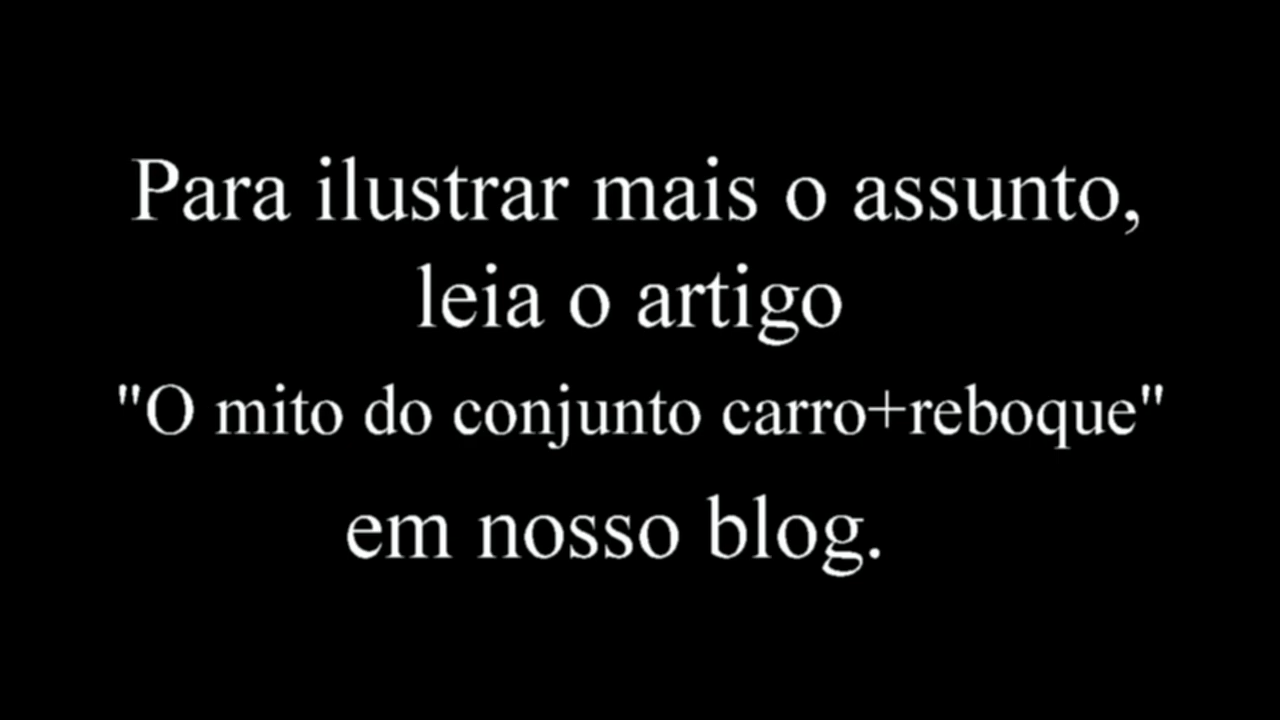 Para ilustrar mais o assunto,
leia o artigo
"O mito do conjunto carro+reboque"
em nosso blog.